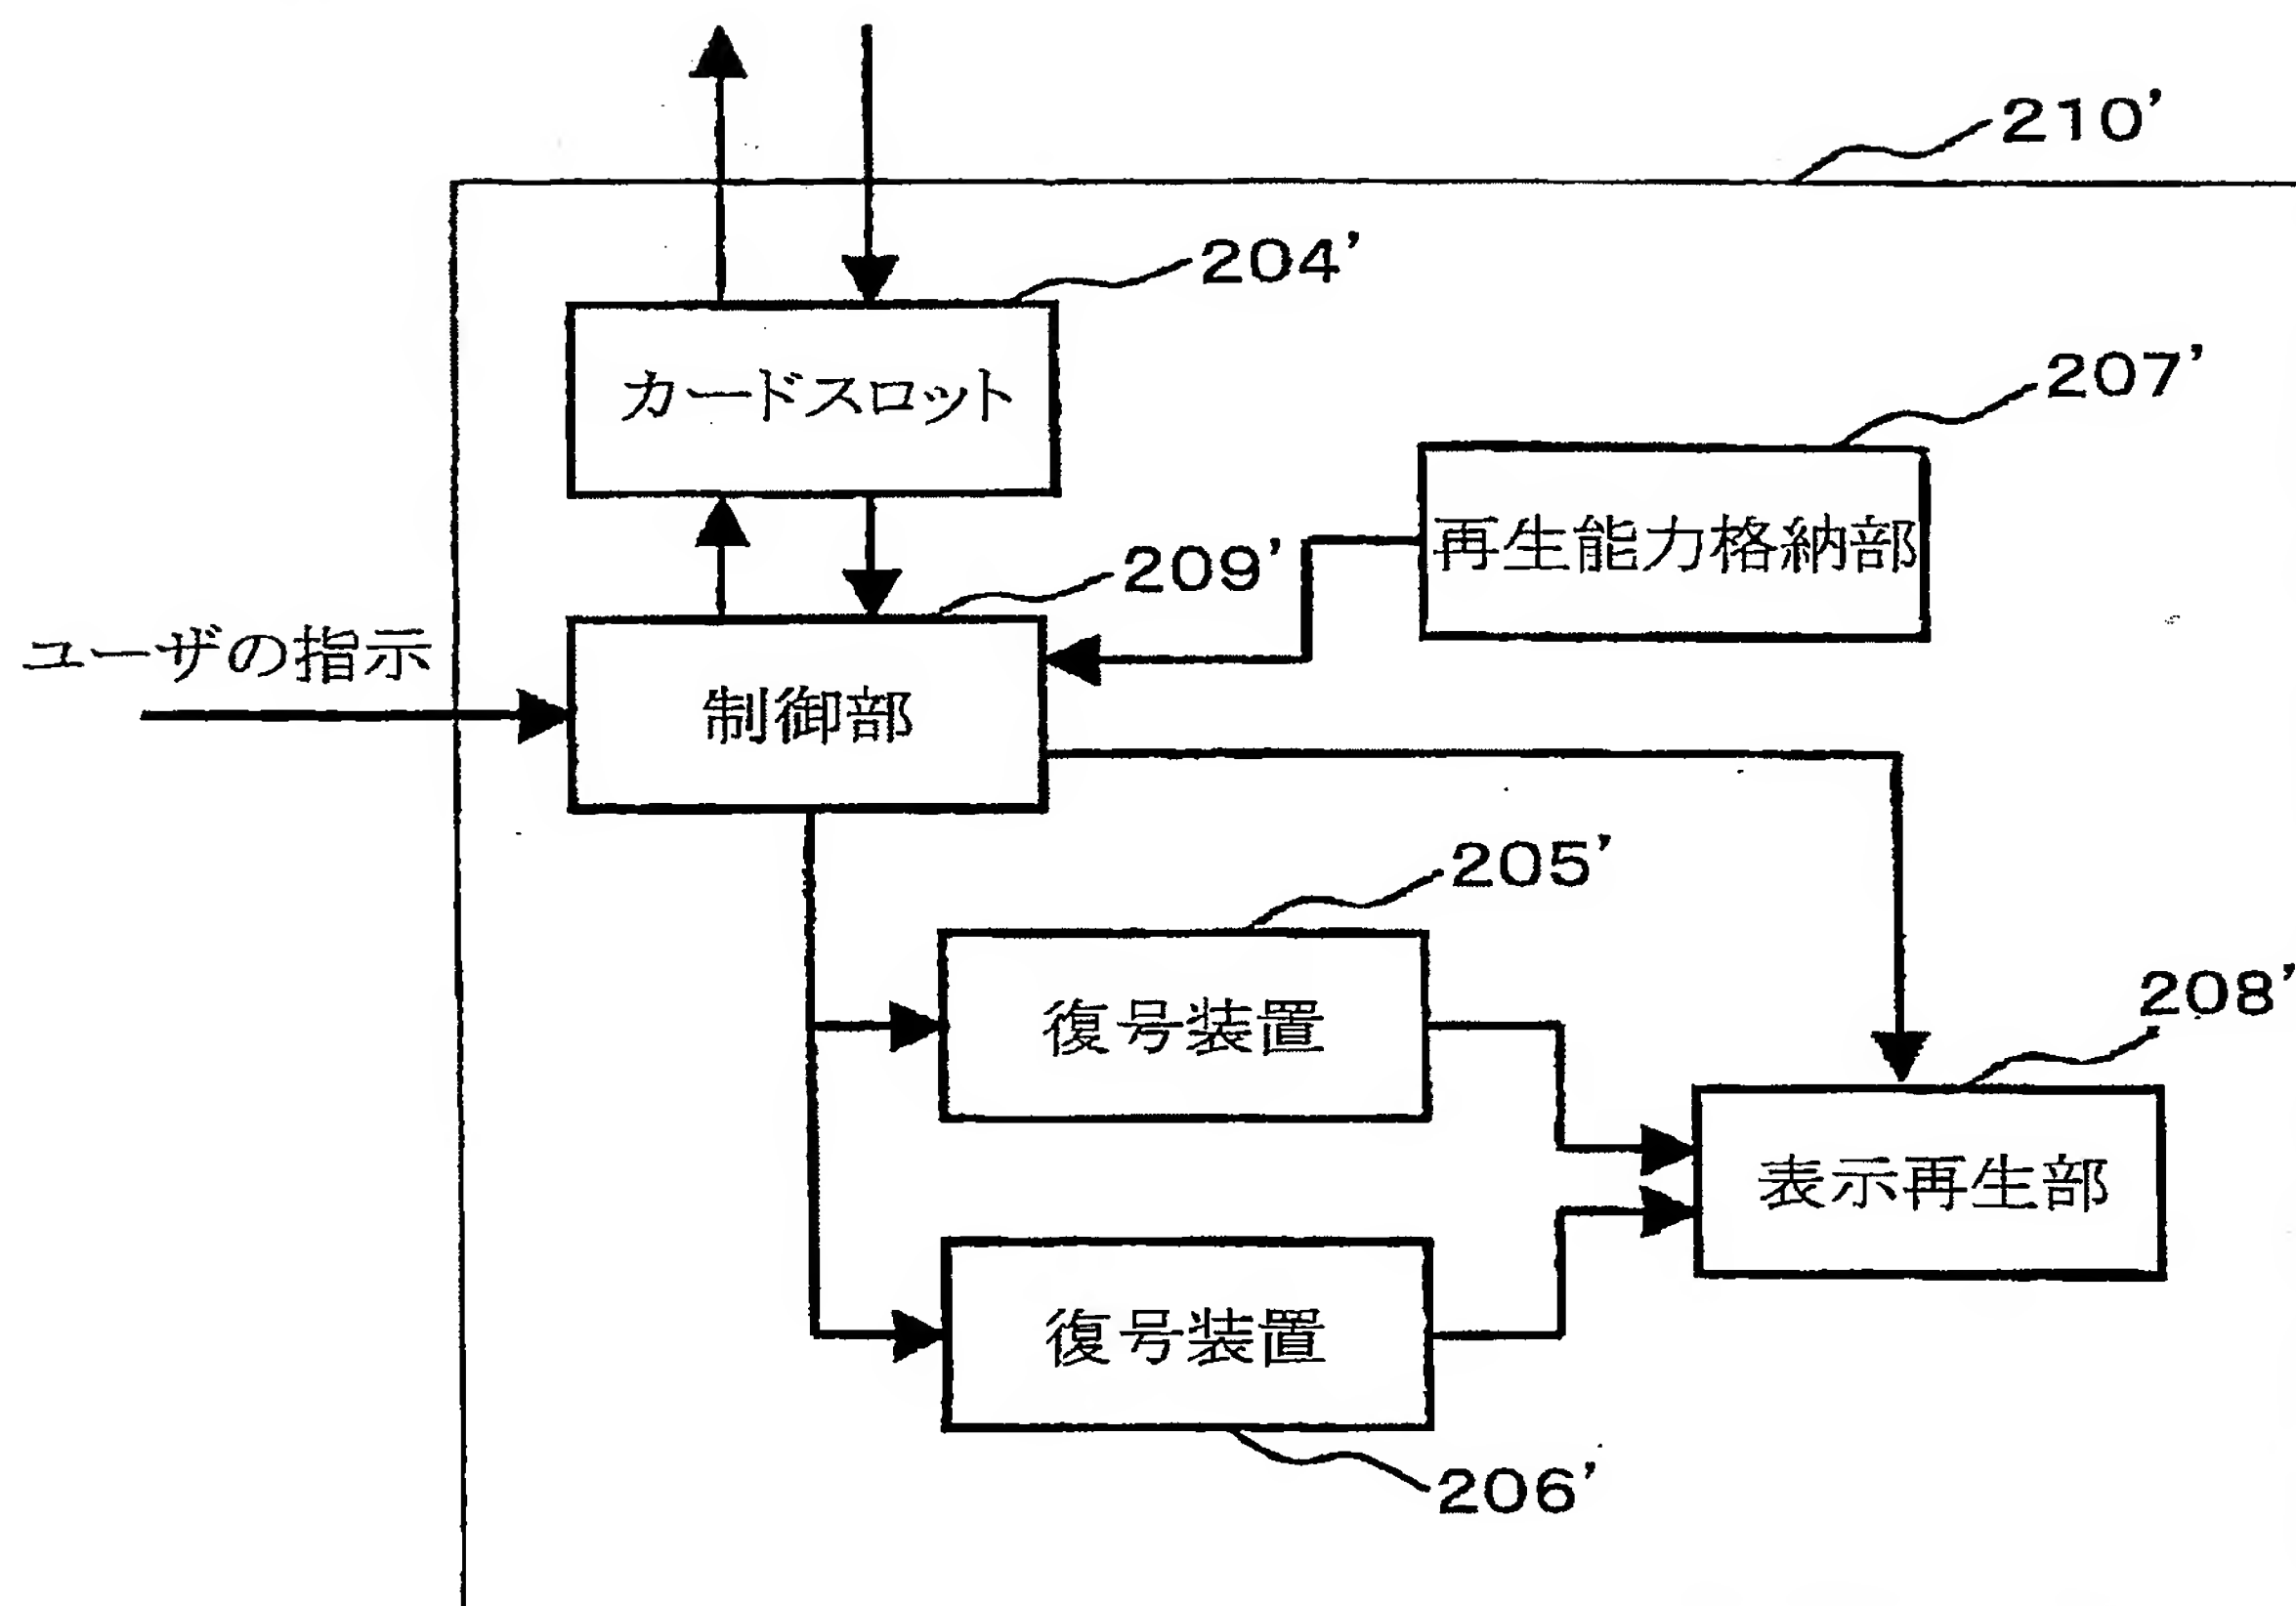 210’
204’
カードスロット
207’
再生能力格納部
209’
ユーザの指示
制御部
205’
復号装置
208’
表示再生部
復号装置
206’